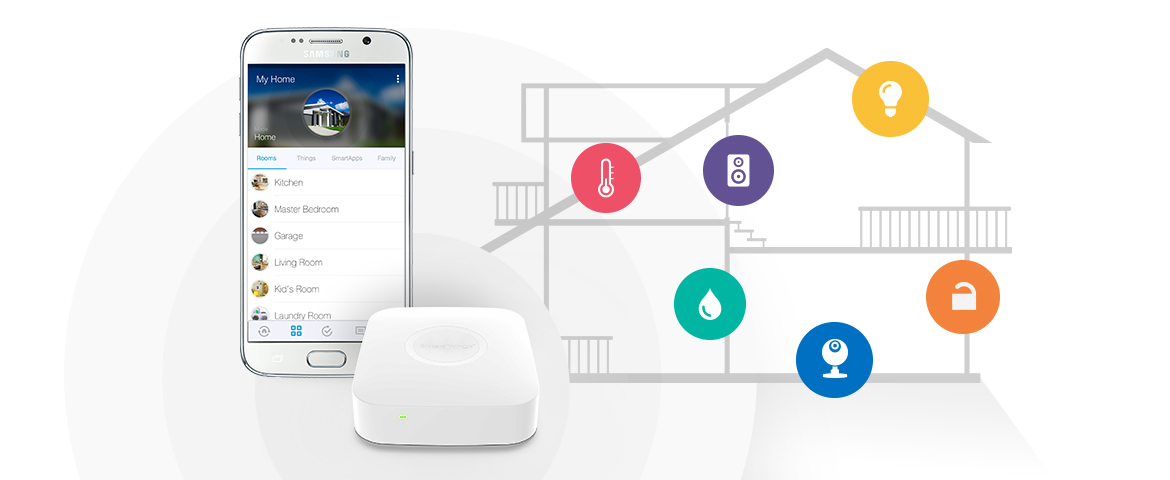 SAMSUNG
My Home
Home
Rooms Things SmartApps Family
Kitchen
Master Bedroom
Garage
Living Room
Kid's Room
Laundry Room